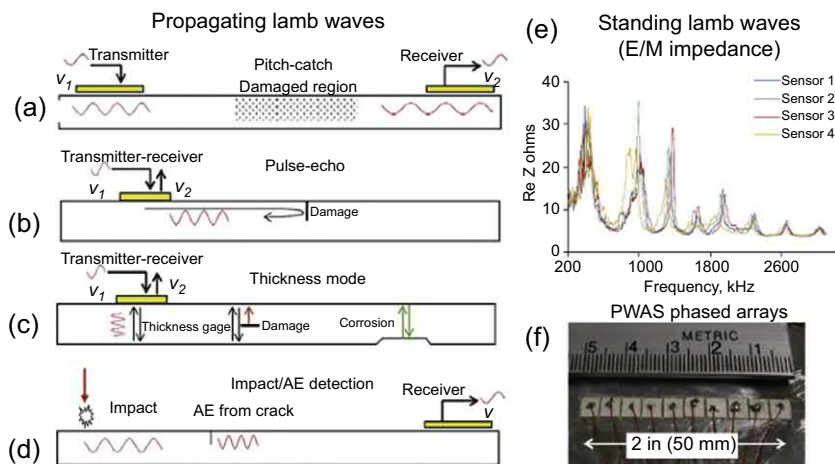 Propagating lamb waves
Transmitter
Pitch-catch
Receiver
v1
Damaged region
v2
(a)
Transmitter-receiver
Pulse-echo
v1
v2
(b)
Damage
Transmitter-receiver
Thickness mode
v1
v2
(c)
Thickness gage
Damage
Corrosion
Impact/AE detection
Receiver
Impact
AE from crack
v
(d)
(e)
Standing lamb waves
(E/M impedance)
Sensor 1
Sensor 2
Sensor 3
Sensor 4
Re Z ohms
40
30
20
10
0
200
1000
1800
2600
Frequency, kHz
PWAS phased arrays
(f)
METRIC
5 4 3 2 1
2 in (50 mm)